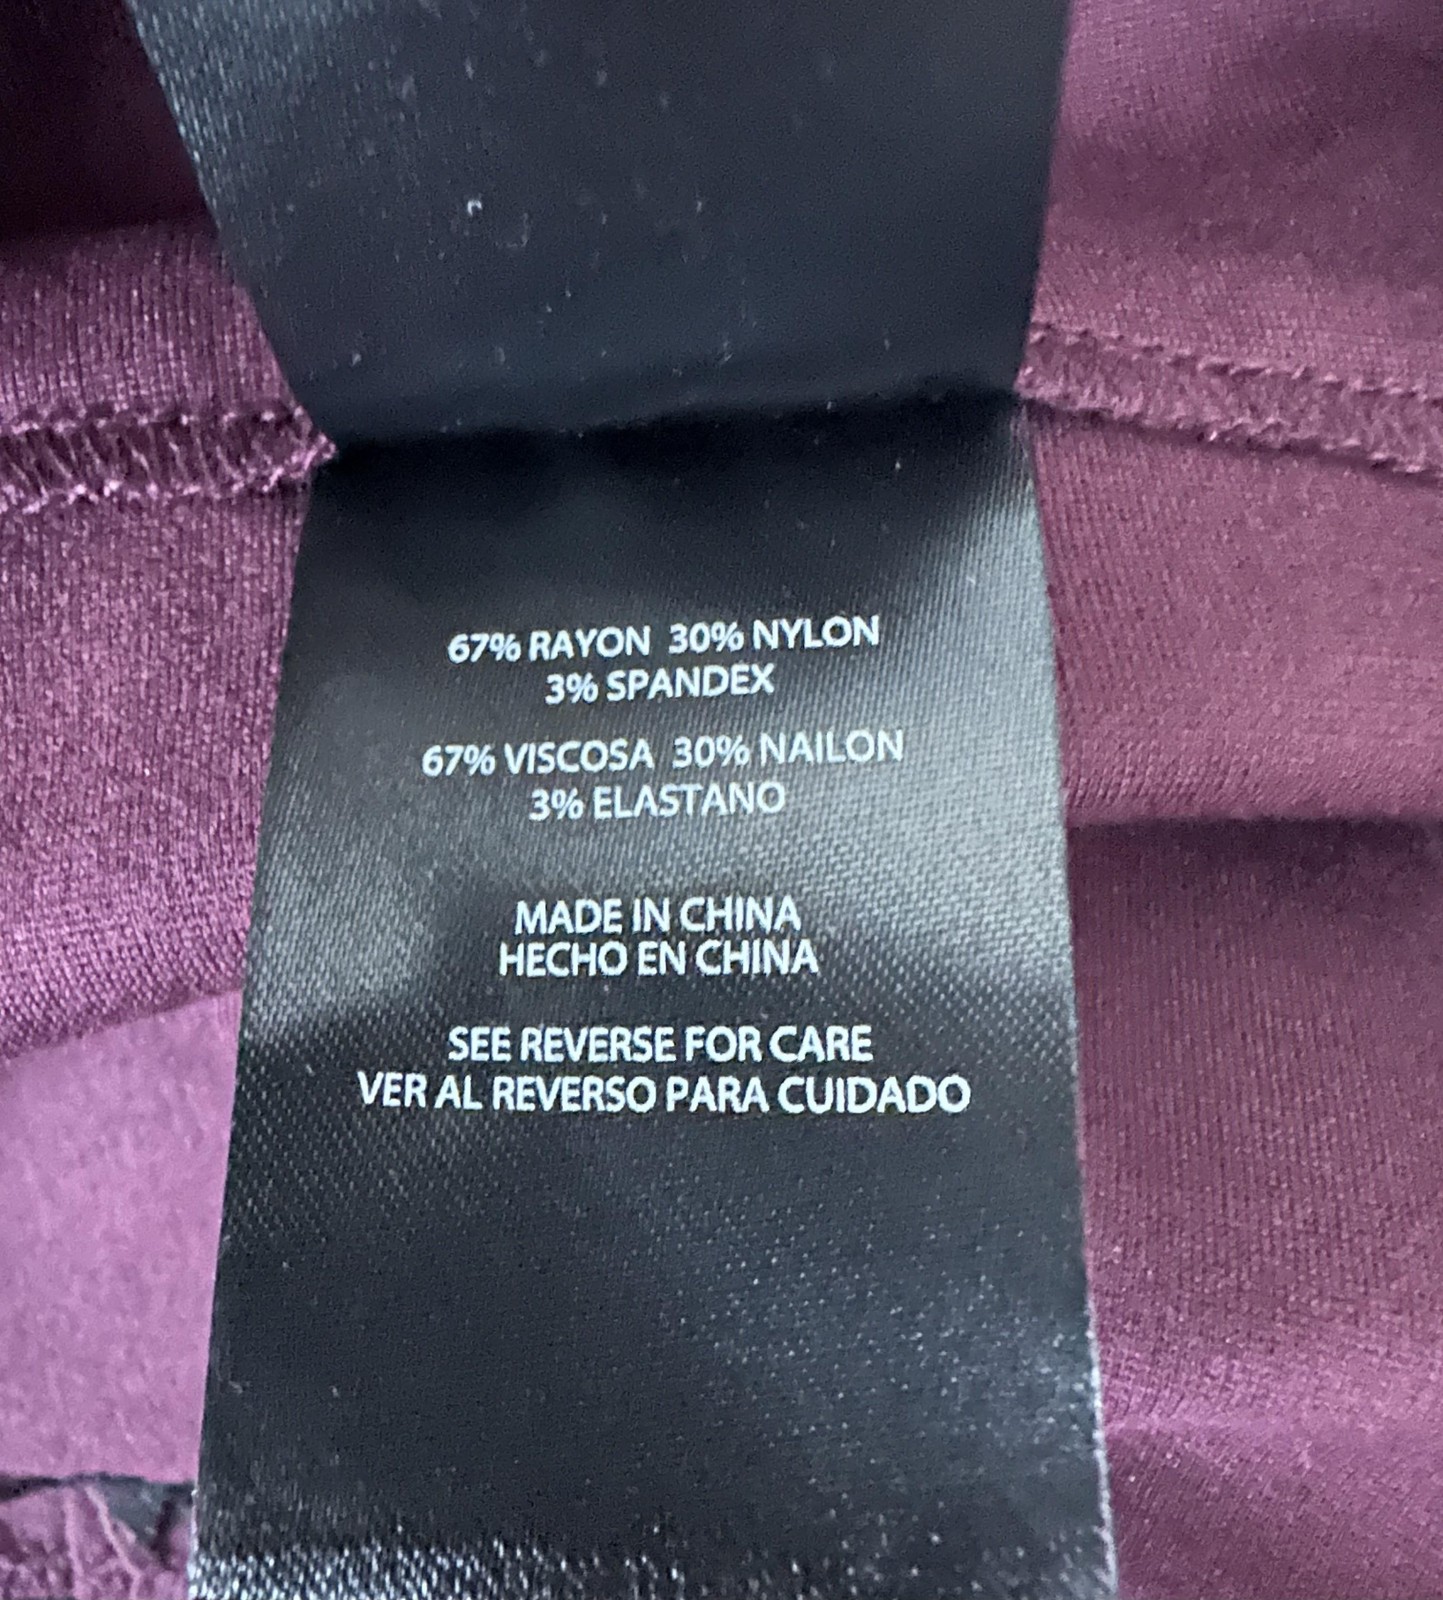 67% RAYON 30% NYLON
3% SPANDEX
67% VISCOSA 30% NAILON
3% ELASTANO
MADE IN CHINA
HECHO EN CHINA
SEE REVERSE FOR CARE
VER AL REVERSO PARA CUIDADO